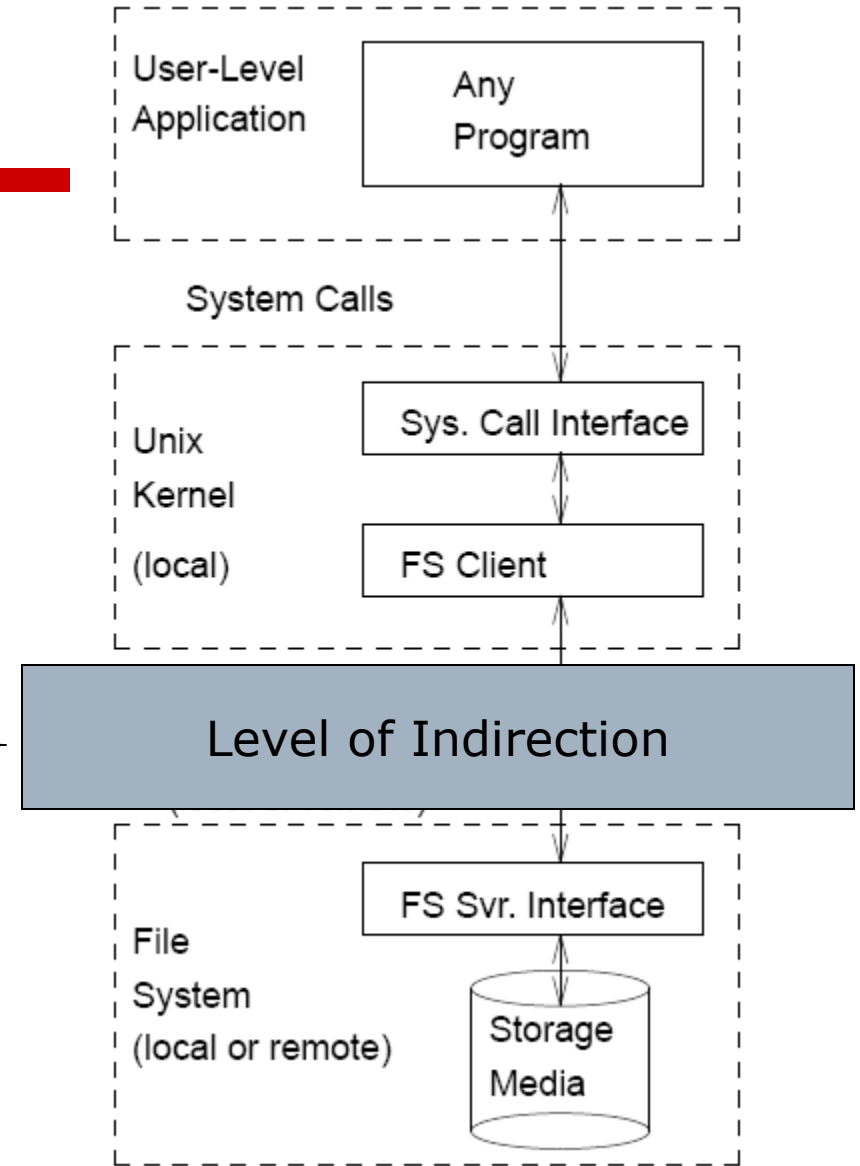 User-Level
Application
Any
Program
System Calls
Unix
Kernel
(local)
Sys. Call Interface
FS Client
Level of Indirection
File
System
(local or remote)
FS Svr. Interface
Storage
Media